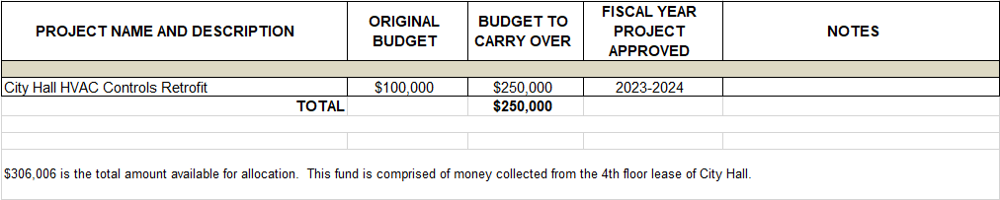 PROJECT NAME AND DESCRIPTION
ORIGINAL
BUDGET
BUDGET TO
CARRY OVER
FISCAL YEAR
PROJECT
APPROVED
NOTES
City Hall HVAC Controls Retrofit $100,000 $250,000 2023-2024
TOTAL $250,000
$306,006 is the total amount available for allocation. This fund is comprised of money collected from the 4th floor lease of City Hall.